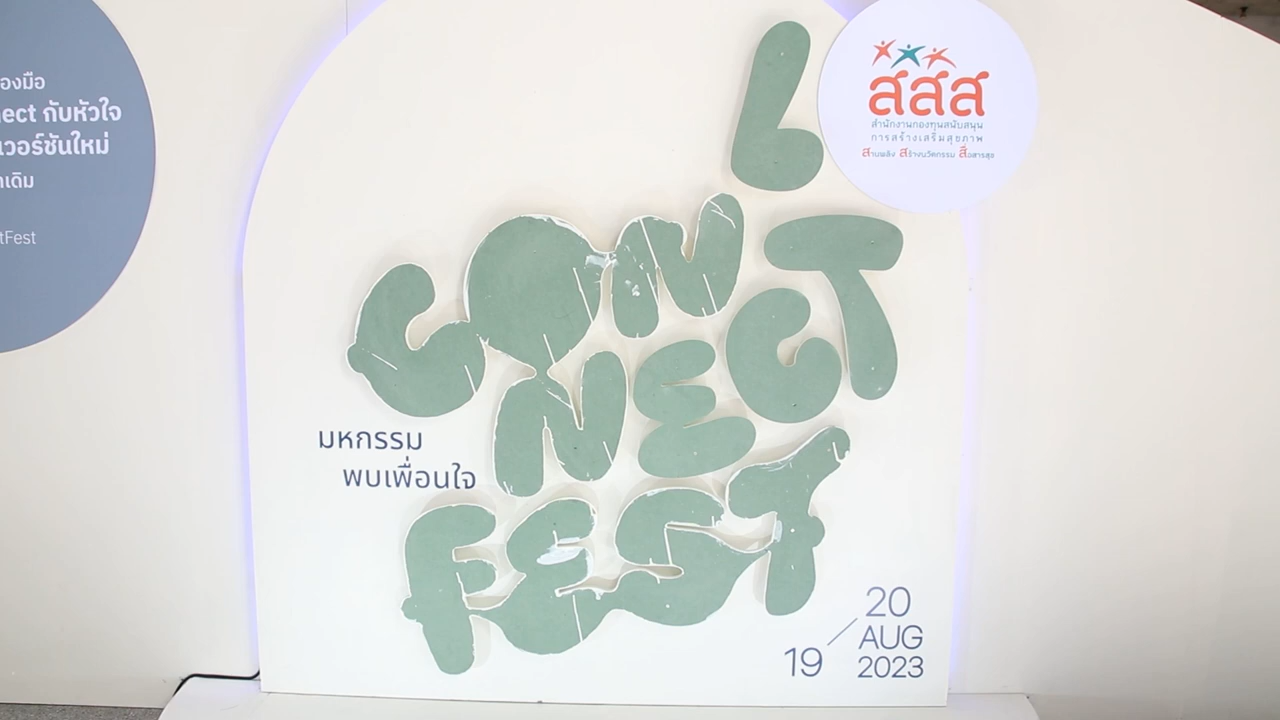 องมือ
nect กับหัวใจ
เวอร์ชันใหม่
เดิม
tFest
สสส
สำนักงานกองทุนสนับสนุน
การสร้างเสริมสุขภาพ
สานพลัง สร้างนวัตกรรม สื่อสารสุข
CON
NECT
FEST
มหกรรม
พบเพื่อนใจ
19/20
AUG
2023